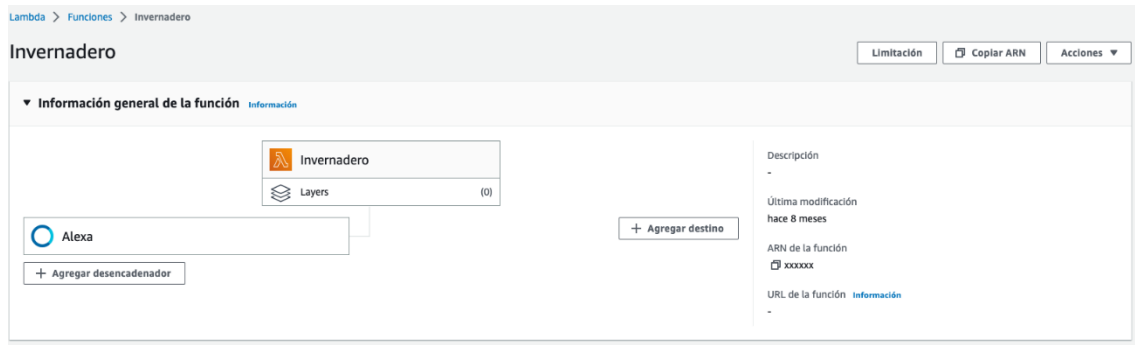 Lambda > Funciones > Invernadero
Invernadero
Limitación Copiar ARN Acciones ▼
▼ Información general de la función Información
Invernadero
Layers (0)
Alexa
+ Agregar desencadenador
+ Agregar destino
Descripción
-
Última modificación
hace 8 meses
ARN de la función
xxxxxx
URL de la función Información
-